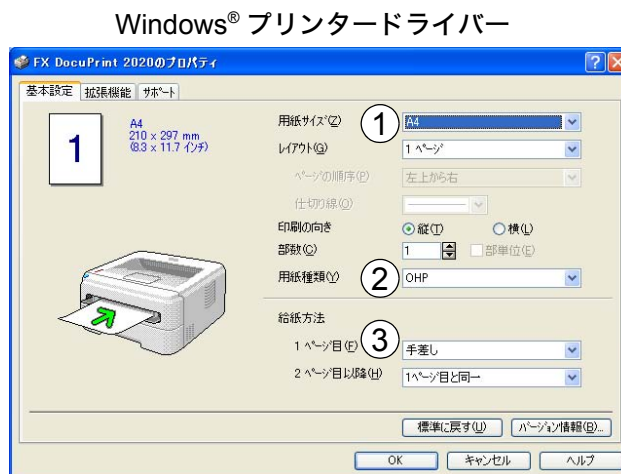 Windows® プリンタードライバー
FX DocuPrint 2020のプロパティ
基本設定 拡張機能 サポート
1
A4
210 x 297 mm
(8.3 x 11.7 インチ)
用紙サイズ(Z) 1 A4
レイアウト(G) 1 ページ
ページの順序(P) 左上から右
仕切り線(O)
印刷の向き 縦(T) 横(L)
部数(C) 1 部単位(E)
用紙種類(Y) 2 OHP
給紙方法
1 ページ目(F) 3 手差し
2 ページ目以降(H) 1ページ目と同一
標準に戻す(U) バージョン情報(B)...
OK キャンセル ヘルプ